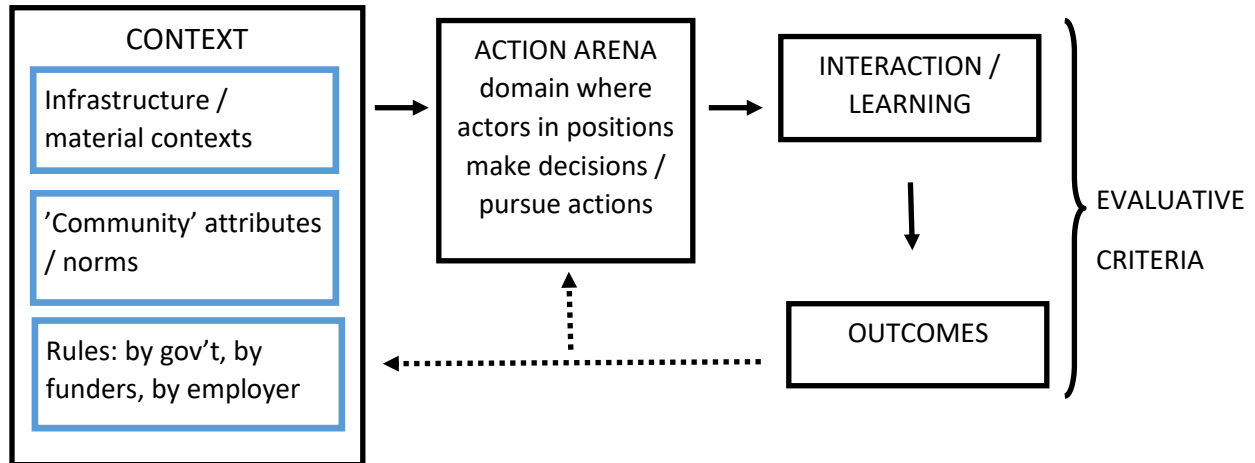 CONTEXT
Infrastructure /
material contexts
’Community’ attributes
/ norms
Rules: by gov’t, by
funders, by employer
ACTION ARENA
domain where
actors in positions
make decisions /
pursue actions
INTERACTION /
LEARNING
OUTCOMES
EVALUATIVE
CRITERIA